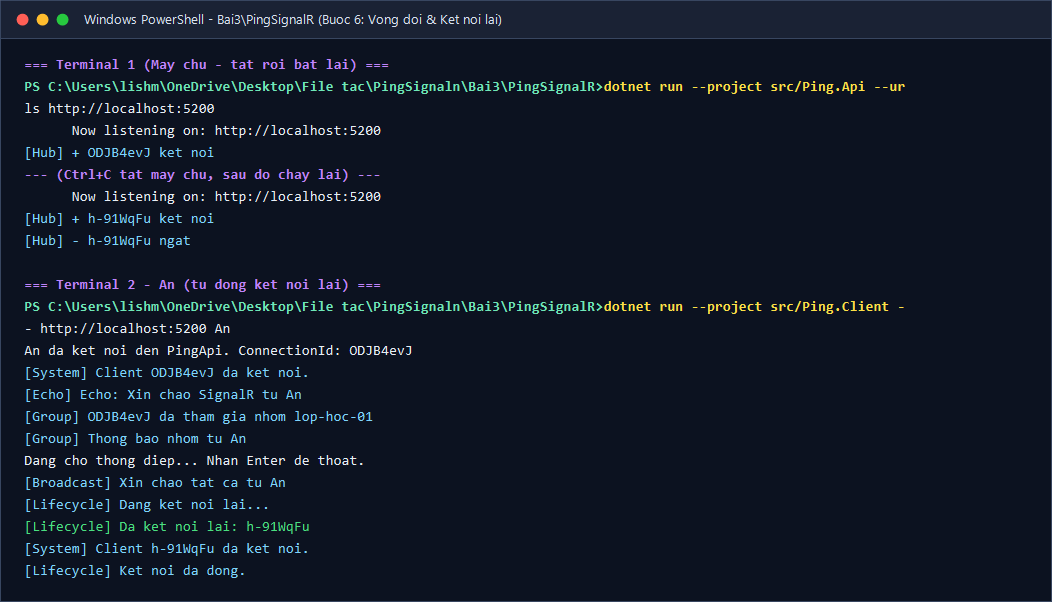 Windows PowerShell - Bai3\PingSignalR (Buoc 6: Vong doi & Ket noi lai)
=== Terminal 1 (May chu - tat roi bat lai) ===
PS C:\Users\lishm\OneDrive\Desktop\File tac\PingSignaln\Bai3\PingSignalR>dotnet run --project src/Ping.Api --ur
ls http://localhost:5200
Now listening on: http://localhost:5200
[Hub] + ODJB4evJ ket noi
--- (Ctrl+C tat may chu, sau do chay lai) ---
Now listening on: http://localhost:5200
[Hub] + h-91WqFu ket noi
[Hub] - h-91WqFu ngat
=== Terminal 2 - An (tu dong ket noi lai) ===
PS C:\Users\lishm\OneDrive\Desktop\File tac\PingSignaln\Bai3\PingSignalR>dotnet run --project src/Ping.Client -
- http://localhost:5200 An
An da ket noi den PingApi. ConnectionId: ODJB4evJ
[System] Client ODJB4evJ da ket noi.
[Echo] Echo: Xin chao SignalR tu An
[Group] ODJB4evJ da tham gia nhom lop-hoc-01
[Group] Thong bao nhom tu An
Dang cho thong diep... Nhan Enter de thoat.
[Broadcast] Xin chao tat ca tu An
[Lifecycle] Dang ket noi lai...
[Lifecycle] Da ket noi lai: h-91WqFu
[System] Client h-91WqFu da ket noi.
[Lifecycle] Ket noi da dong.